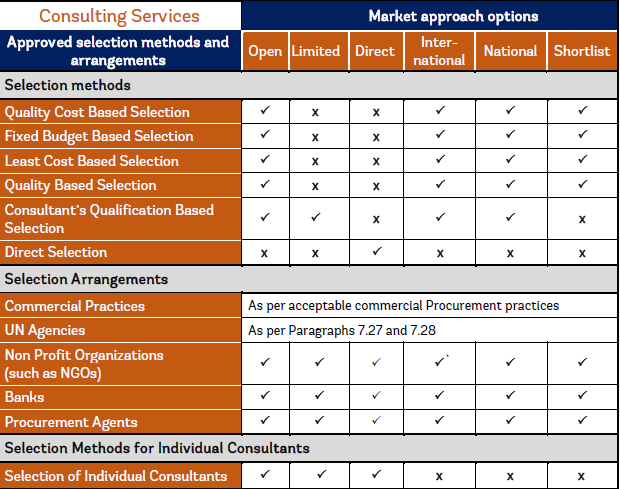 Consulting Services Market approach options
Approved selection methods and arrangements Open Limited Direct Inter-national National Shortlist
Selection methods
Quality Cost Based Selection ✓ x x ✓ ✓ ✓
Fixed Budget Based Selection ✓ x x ✓ ✓ ✓
Least Cost Based Selection ✓ x x ✓ ✓ ✓
Quality Based Selection ✓ x x ✓ ✓ ✓
Consultant's Qualification Based Selection ✓ ✓ x ✓ ✓ x
Direct Selection x x ✓ x x x
Selection Arrangements
Commercial Practices As per acceptable commercial Procurement practices
UN Agencies As per Paragraphs 7.27 and 7.28
Non Profit Organizations (such as NGOs) ✓ ✓ ✓ ✓* ✓ ✓
Banks ✓ ✓ ✓ ✓ ✓ ✓
Procurement Agents ✓ ✓ ✓ ✓ ✓ ✓
Selection Methods for Individual Consultants
Selection of Individual Consultants ✓ ✓ ✓ x x x